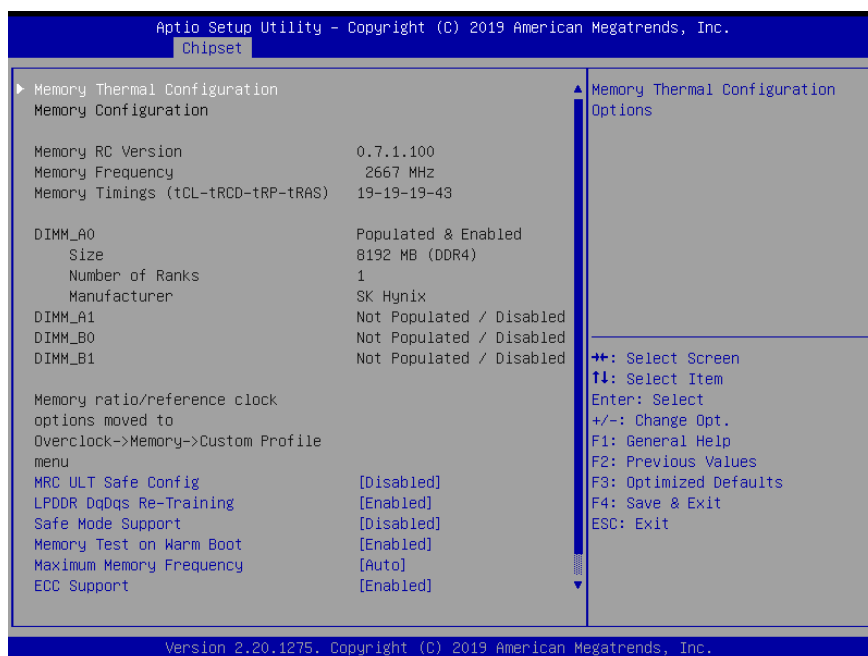 Aptio Setup Utility – Copyright (C) 2019 American Megatrends, Inc.
Chipset
Memory Thermal Configuration
Memory Configuration
Memory RC Version 0.7.1.100
Memory Frequency 2667 MHz
Memory Timings (tCL-tRCD-tRP-tRAS) 19-19-19-43
DIMM_A0 Populated & Enabled
Size 8192 MB (DDR4)
Number of Ranks 1
Manufacturer SK Hynix
DIMM_A1 Not Populated / Disabled
DIMM_B0 Not Populated / Disabled
DIMM_B1 Not Populated / Disabled
Memory ratio/reference clock
options moved to
Overclock->Memory->Custom Profile
menu
MRC ULT Safe Config [Disabled]
LPDDR DqDqs Re-Training [Enabled]
Safe Mode Support [Disabled]
Memory Test on Warm Boot [Enabled]
Maximum Memory Frequency [Auto]
ECC Support [Enabled]
Memory Thermal Configuration
Options
→←: Select Screen
↑↓: Select Item
Enter: Select
+/-: Change Opt.
F1: General Help
F2: Previous Values
F3: Optimized Defaults
F4: Save & Exit
ESC: Exit
Version 2.20.1275. Copyright (C) 2019 American Megatrends, Inc.